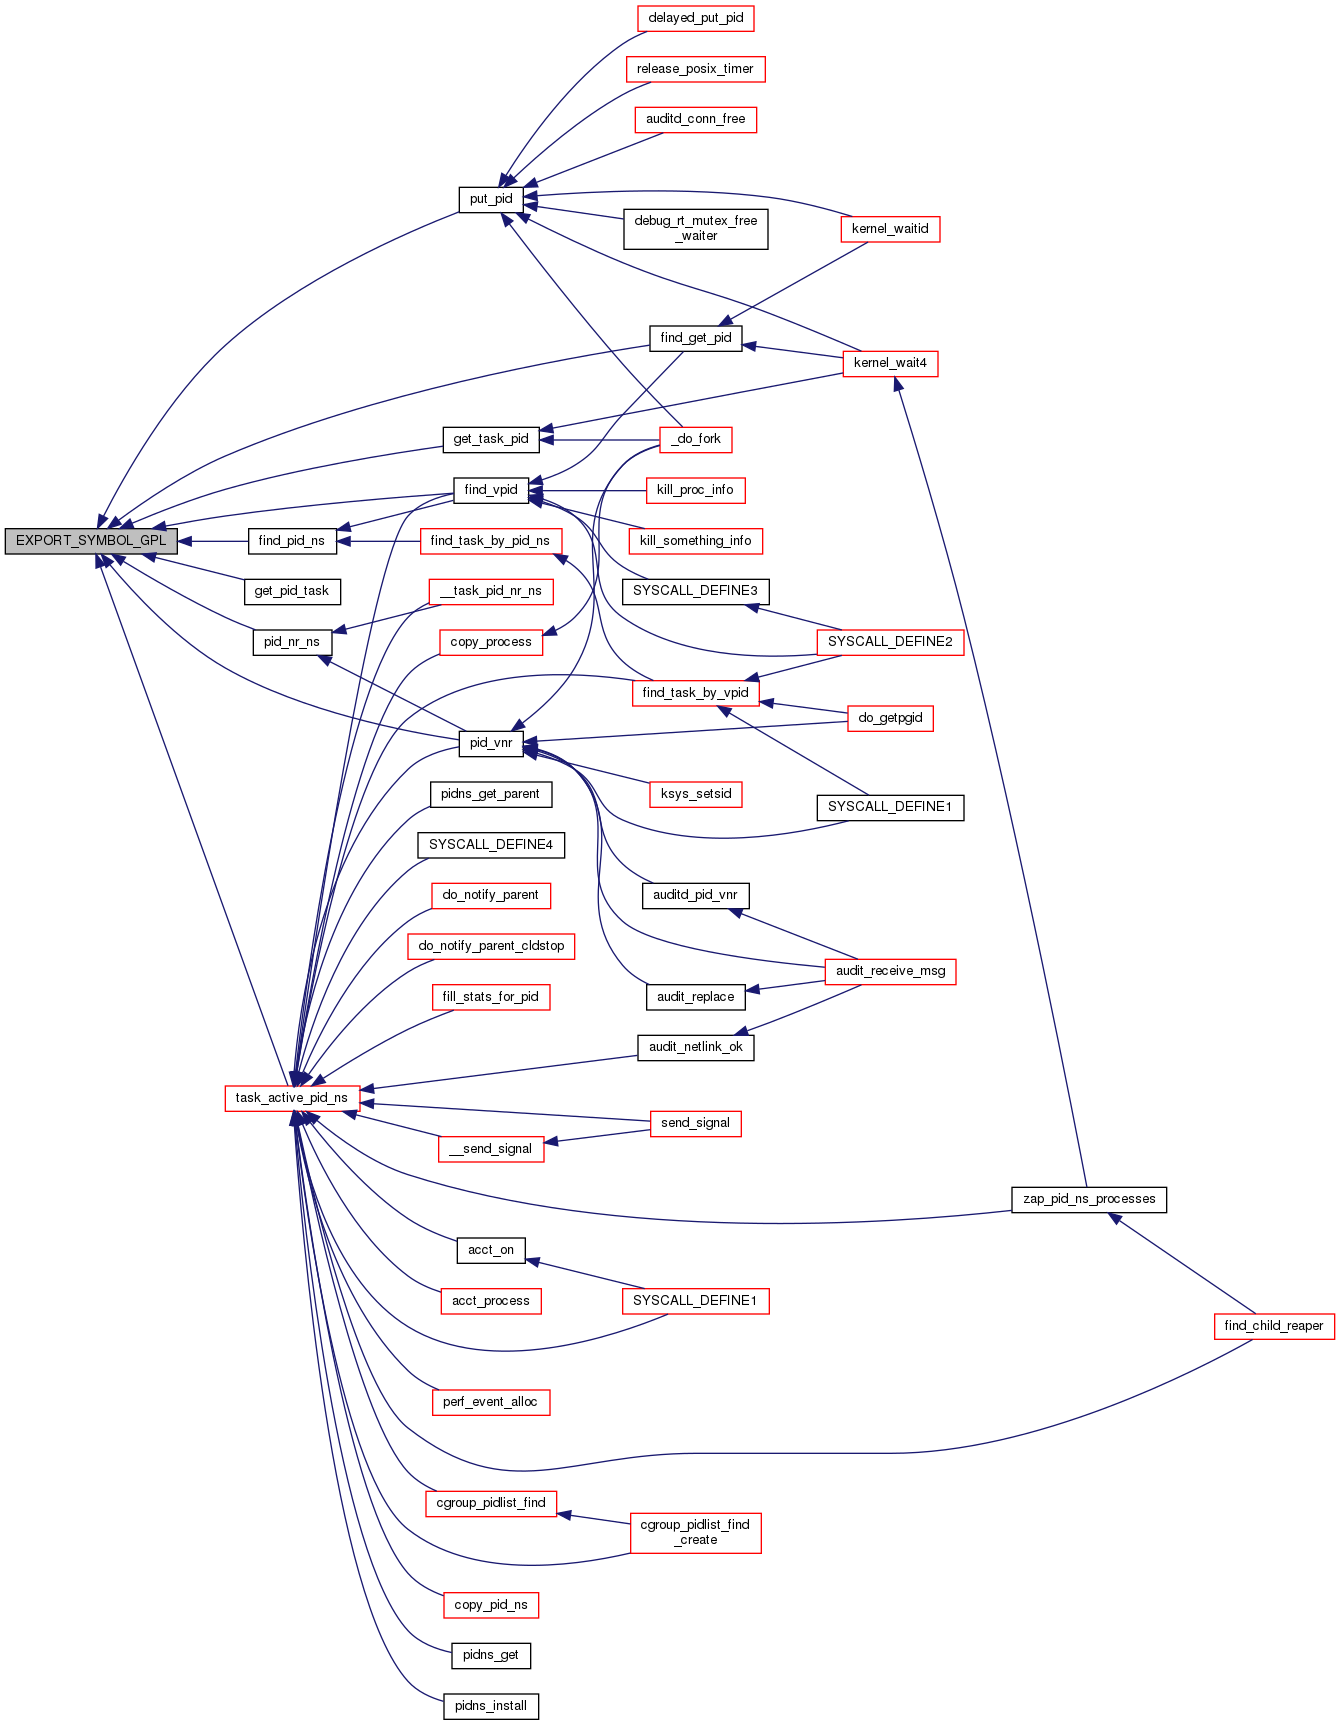 delayed_put_pid
release_posix_timer
auditd_conn_free
put_pid
debug_rt_mutex_free
_waiter
kernel_waitid
find_get_pid
kernel_wait4
get_task_pid
_do_fork
find_vpid
kill_proc_info
EXPORT_SYMBOL_GPL
find_pid_ns
find_task_by_pid_ns
kill_something_info
get_pid_task
__task_pid_nr_ns
SYSCALL_DEFINE3
pid_nr_ns
copy_process
SYSCALL_DEFINE2
find_task_by_vpid
do_getpgid
pid_vnr
pidns_get_parent
ksys_setsid
SYSCALL_DEFINE1
SYSCALL_DEFINE4
do_notify_parent
auditd_pid_vnr
do_notify_parent_cldstop
audit_receive_msg
fill_stats_for_pid
audit_replace
audit_netlink_ok
task_active_pid_ns
send_signal
__send_signal
zap_pid_ns_processes
acct_on
acct_process
SYSCALL_DEFINE1
find_child_reaper
perf_event_alloc
cgroup_pidlist_find
cgroup_pidlist_find
_create
copy_pid_ns
pidns_get
pidns_install